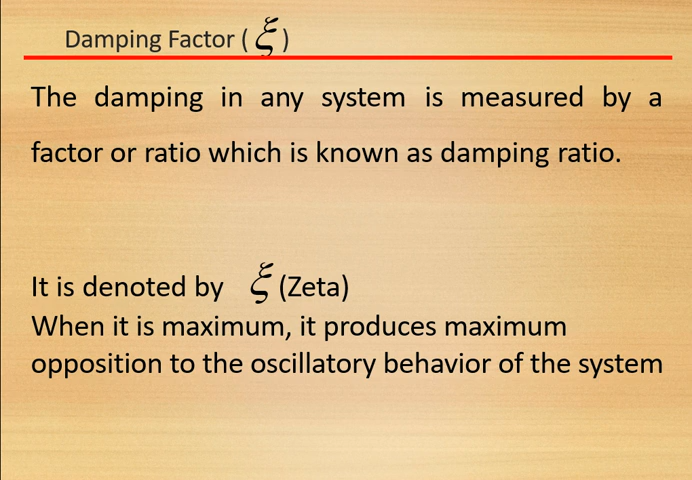 Damping Factor ( ξ )
The damping in any system is measured by a
factor or ratio which is known as damping ratio.
It is denoted by ξ (Zeta)
When it is maximum, it produces maximum
opposition to the oscillatory behavior of the system